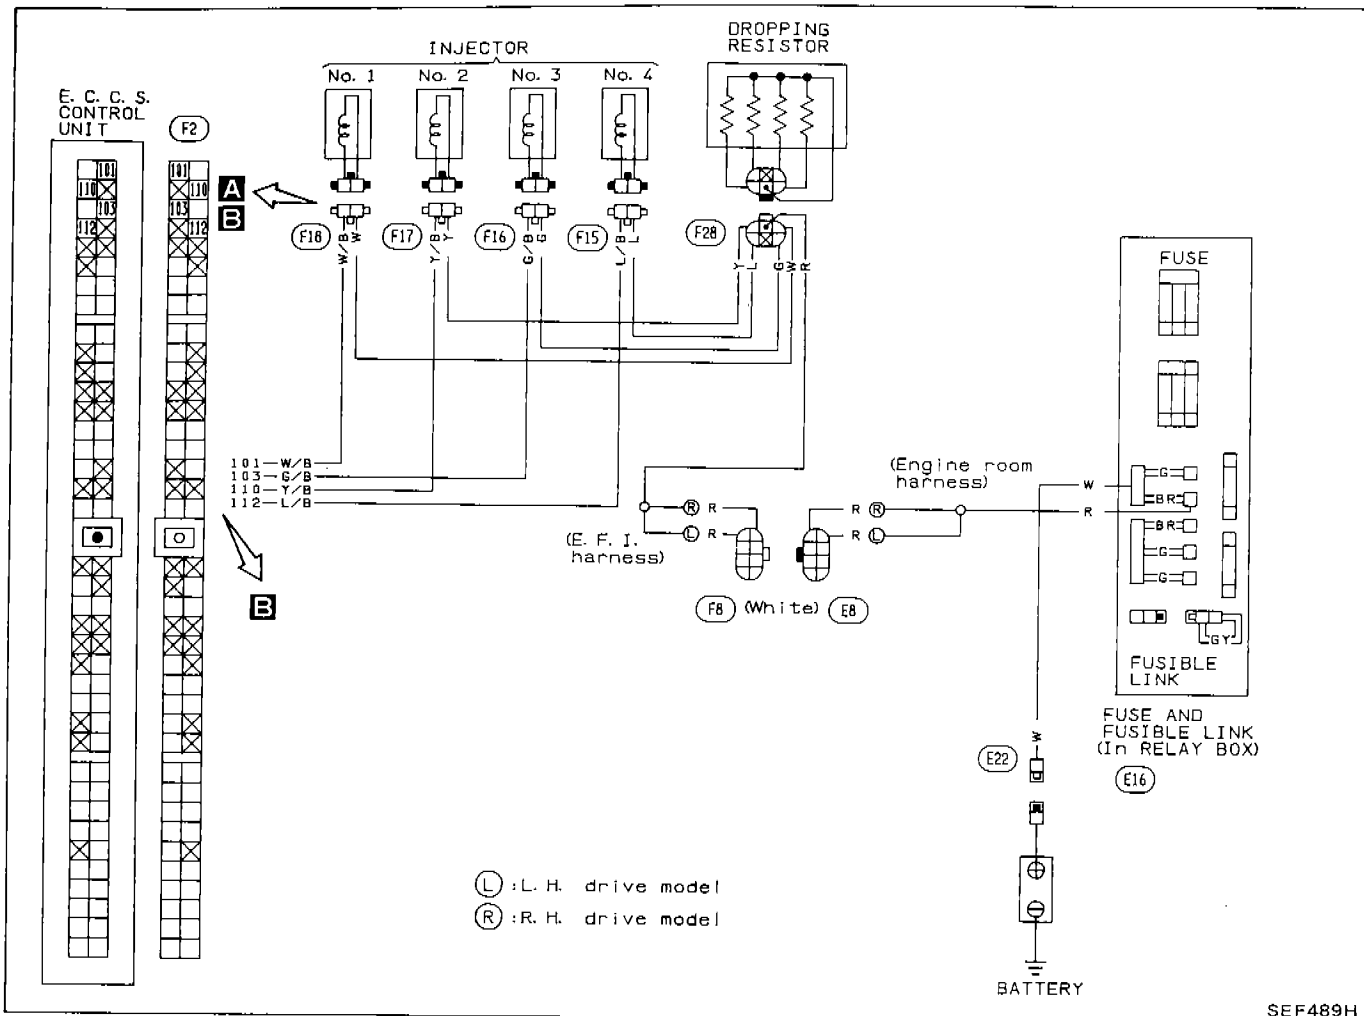 DROPPING
RESISTOR
INJECTOR
No. 1
No. 2
No. 3
No. 4
E. C. C. S.
CONTROL
UNIT
F2
101
110
103
112
101
110
103
112
A
B
F18
F17
F16
F15
F28
W/B
W
Y/B
Y
G/B
G
L/B
L
Y
L
G
W
R
FUSE
101 W/B
103 G/B
110 Y/B
112 L/B
(Engine room
harness)
W
R
G
BR
BR
G
G
GY
R R
L R
R R
R L
(E. F. I.
harness)
B
F8 (White) E8
FUSIBLE
LINK
FUSE AND
FUSIBLE LINK
(In RELAY BOX)
E16
W
E22
L :L. H. drive model
R :R. H. drive model
BATTERY
SEF489H